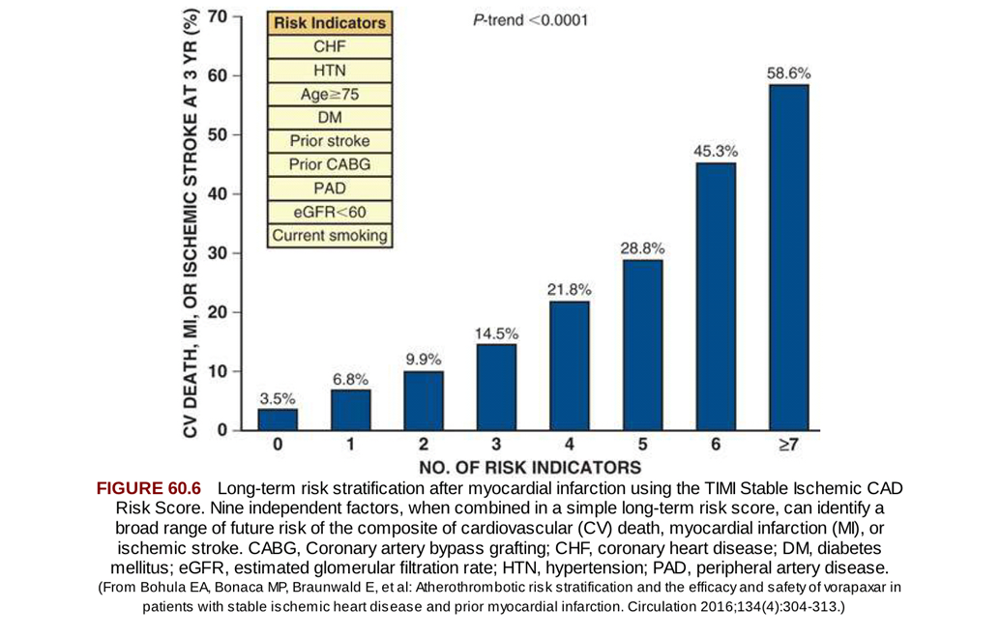 CV DEATH, MI, OR ISCHEMIC STROKE AT 3 YR (%)
70
60
50
40
30
20
10
0
Risk Indicators
CHF
HTN
Age≥75
DM
Prior stroke
Prior CABG
PAD
eGFR<60
Current smoking
P-trend <0.0001
3.5%
6.8%
9.9%
14.5%
21.8%
28.8%
45.3%
58.6%
0 1 2 3 4 5 6 ≥7
NO. OF RISK INDICATORS
FIGURE 60.6 Long-term risk stratification after myocardial infarction using the TIMI Stable Ischemic CAD
Risk Score. Nine independent factors, when combined in a simple long-term risk score, can identify a
broad range of future risk of the composite of cardiovascular (CV) death, myocardial infarction (MI), or
ischemic stroke. CABG, Coronary artery bypass grafting; CHF, coronary heart disease; DM, diabetes
mellitus; eGFR, estimated glomerular filtration rate; HTN, hypertension; PAD, peripheral artery disease.
(From Bohula EA, Bonaca MP, Braunwald E, et al: Atherothrombotic risk stratification and the efficacy and safety of vorapaxar in
patients with stable ischemic heart disease and prior myocardial infarction. Circulation 2016;134(4):304-313.)